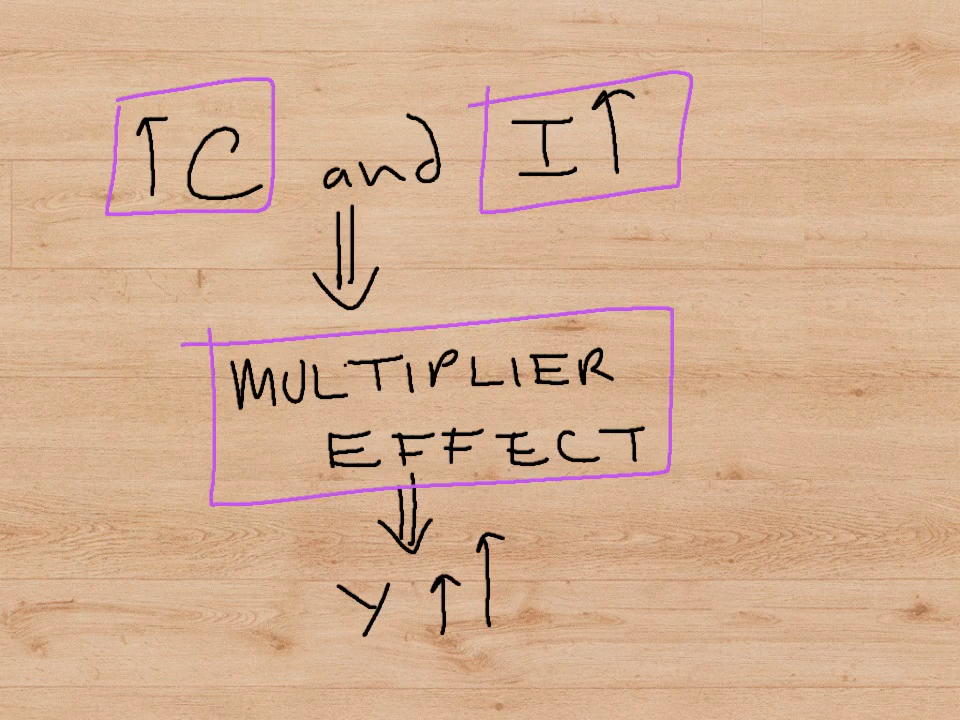 ↑C and I↑
⇓
MULTIPLIER
EFFECT
⇓
Y↑↑